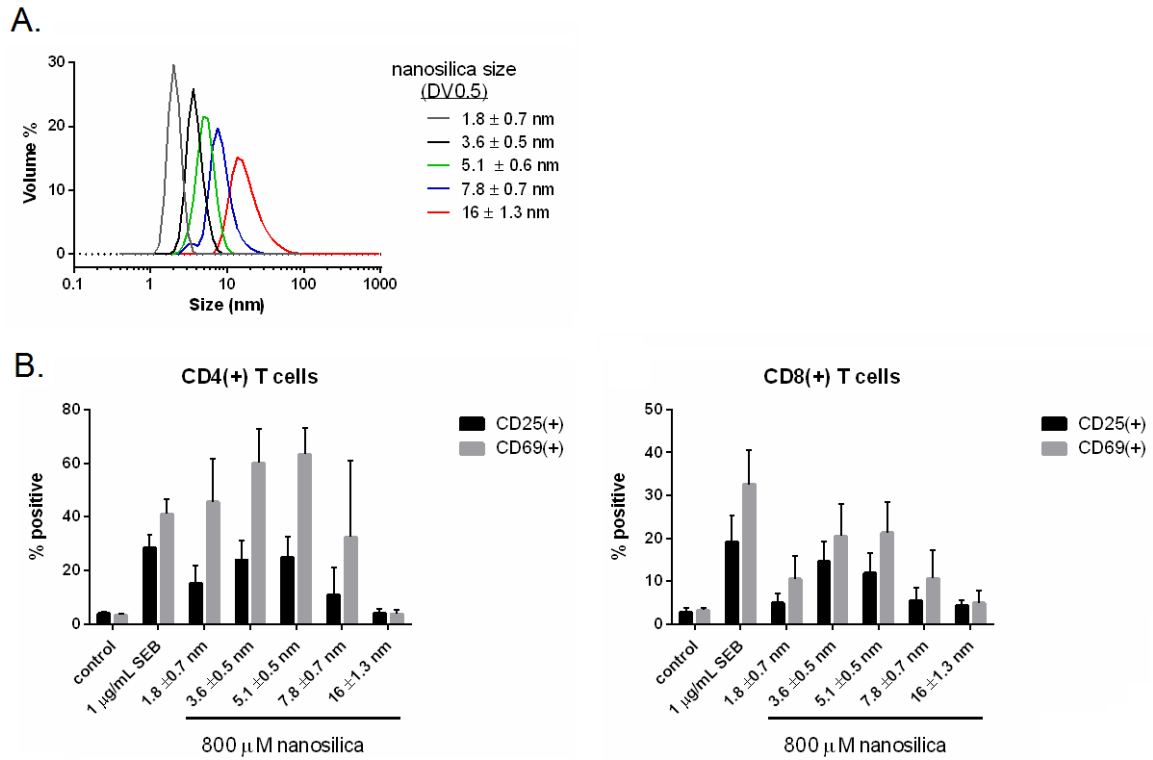 A.
nanosilica size
(DV0.5)
1.8 ± 0.7 nm
3.6 ± 0.5 nm
5.1 ± 0.6 nm
7.8 ± 0.7 nm
16 ± 1.3 nm
Volume %
30
20
10
0
0.1 1 10 100 1000
Size (nm)
B.
CD4(+) T cells
CD25(+)
CD69(+)
% positive
80
60
40
20
0
control
1 μg/mL SEB
1.8 ±0.7 nm
3.6 ±0.5 nm
5.1 ±0.5 nm
7.8 ±0.7 nm
16 ±1.3 nm
800 μM nanosilica
CD8(+) T cells
CD25(+)
CD69(+)
% positive
50
40
30
20
10
0
control
1 μg/mL SEB
1.8 ±0.7 nm
3.6 ±0.5 nm
5.1 ±0.5 nm
7.8 ±0.7 nm
16 ±1.3 nm
800 μM nanosilica